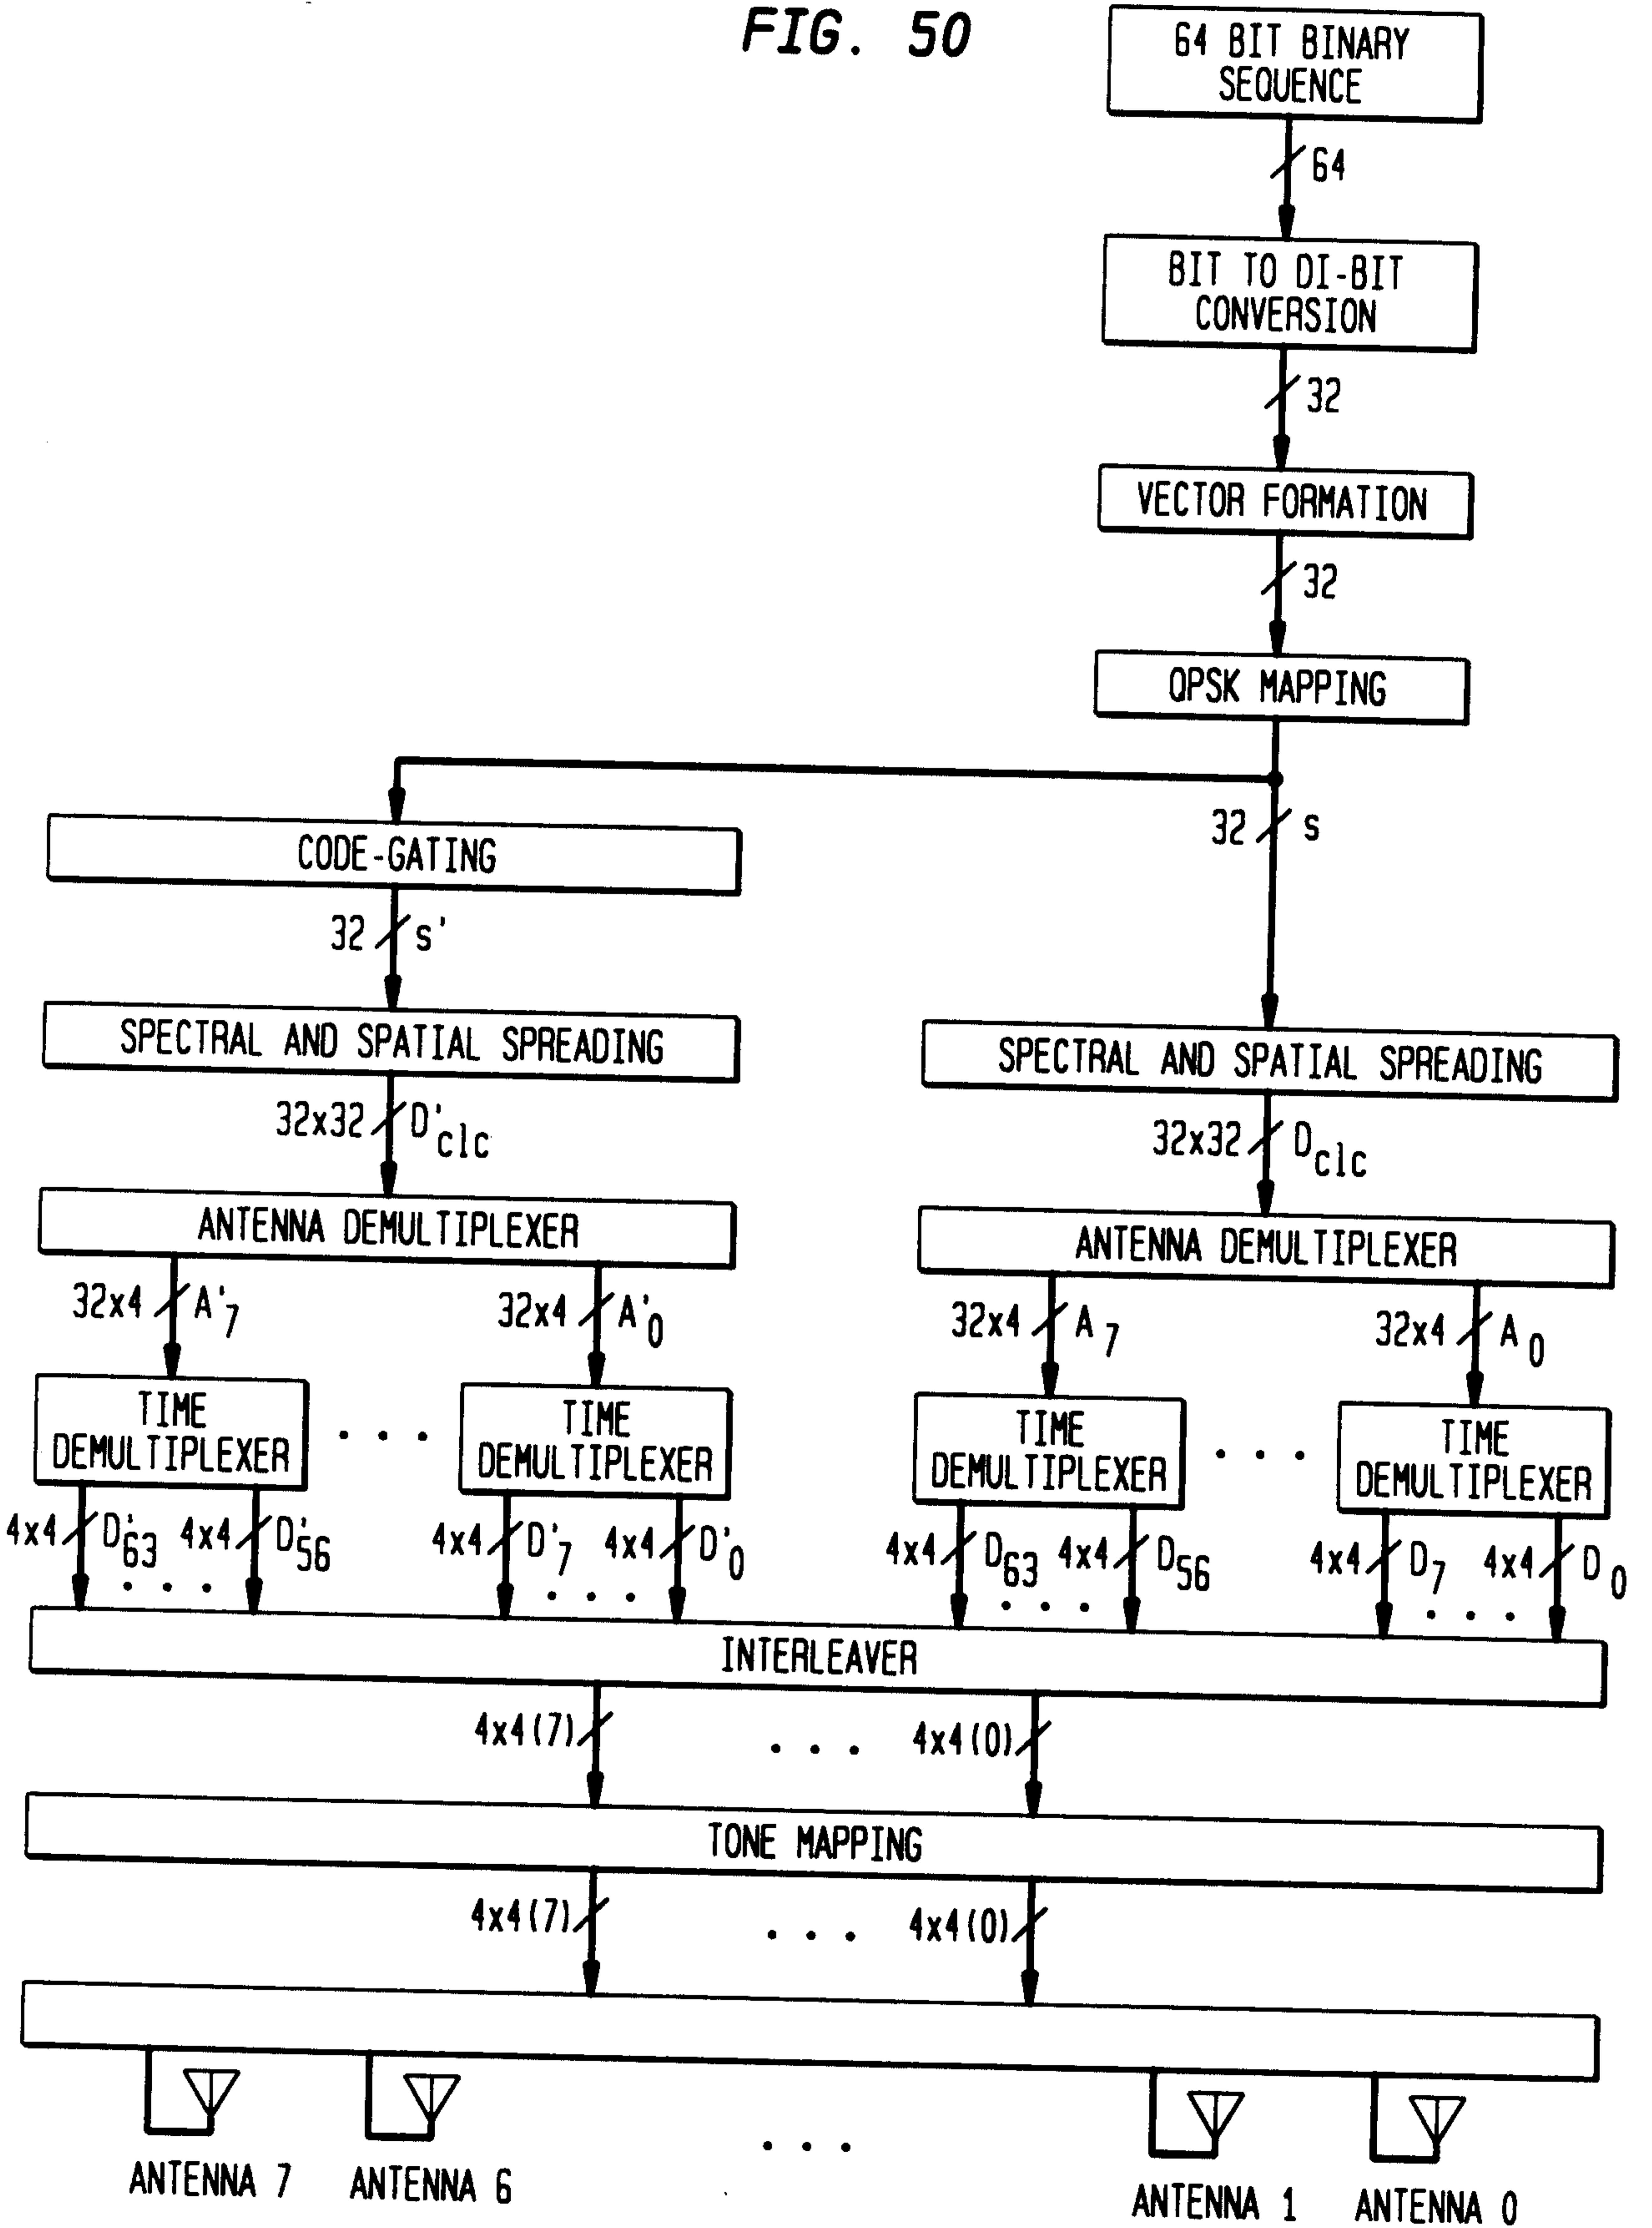 FIG. 50
64 BIT BINARY
SEQUENCE
64
BIT TO DI-BIT
CONVERSION
32
VECTOR FORMATION
32
QPSK MAPPING
32 s
CODE-GATING
32 s'
SPECTRAL AND SPATIAL SPREADING
SPECTRAL AND SPATIAL SPREADING
32x32 D'clc
32x32 Dclc
ANTENNA DEMULTIPLEXER
ANTENNA DEMULTIPLEXER
32x4 A'7
32x4 A'0
32x4 A7
32x4 A0
TIME
DEMULTIPLEXER
. . .
TIME
DEMULTIPLEXER
TIME
DEMULTIPLEXER
. . .
TIME
DEMULTIPLEXER
4x4 D'63
4x4 D'56
4x4 D'7
4x4 D'0
4x4 D63
4x4 D56
4x4 D7
4x4 D0
. . .
. . .
. . .
. . .
INTERLEAVER
4x4(7)
. . .
4x4(0)
TONE MAPPING
4x4(7)
. . .
4x4(0)
. . .
ANTENNA 7
ANTENNA 6
ANTENNA 1
ANTENNA 0